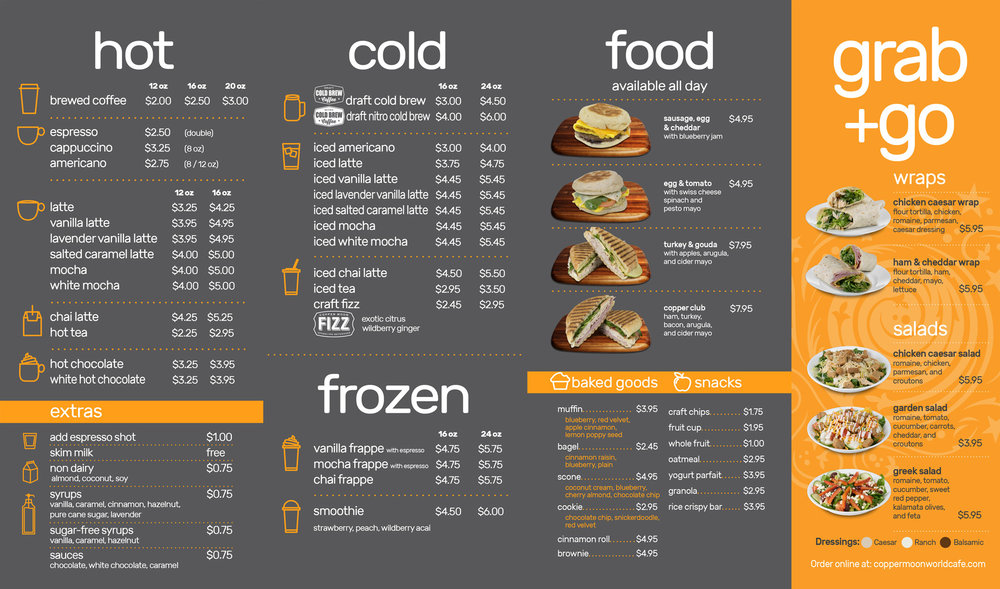 hot
12 oz 16 oz 20 oz
brewed coffee $2.00 $2.50 $3.00
espresso $2.50 (double)
cappuccino $3.25 (8 oz)
americano $2.75 (8 / 12 oz)
12 oz 16 oz
latte $3.25 $4.25
vanilla latte $3.95 $4.95
lavender vanilla latte $3.95 $4.95
salted caramel latte $4.00 $5.00
mocha $4.00 $5.00
white mocha $4.00 $5.00
chai latte $4.25 $5.25
hot tea $2.25 $2.95
hot chocolate $3.25 $3.95
white hot chocolate $3.25 $3.95
extras
add espresso shot $1.00
skim milk free
non dairy $0.75
almond, coconut, soy
syrups $0.75
vanilla, caramel, cinnamon, hazelnut,
pure cane sugar, lavender
sugar-free syrups $0.75
vanilla, caramel, hazelnut
sauces $0.75
chocolate, white chocolate, caramel
cold
16 oz 24 oz
DRAFT COLD BREW Coffee draft cold brew $3.00 $4.50
COLD BREW Coffee draft nitro cold brew $4.00 $6.00
iced americano $3.00 $4.00
iced latte $3.75 $4.75
iced vanilla latte $4.45 $5.45
iced lavender vanilla latte $4.45 $5.45
iced salted caramel latte $4.45 $5.45
iced mocha $4.45 $5.45
iced white mocha $4.45 $5.45
iced chai latte $4.50 $5.50
iced tea $2.95 $3.50
craft fizz $2.45 $2.95
FIZZ
exotic citrus
wildberry ginger
frozen
16 oz 24 oz
vanilla frappe with espresso $4.75 $5.75
mocha frappe with espresso $4.75 $5.75
chai frappe $4.75 $5.75
smoothie $4.50 $6.00
strawberry, peach, wildberry acai
food
available all day
sausage, egg $4.95
& cheddar
with blueberry jam
egg & tomato $4.95
with swiss cheese
spinach and
pesto mayo
turkey & gouda $7.95
with apples, arugula,
and cider mayo
copper club $7.95
ham, turkey,
bacon, arugula,
and cider mayo
baked goods
muffin............. $3.95
blueberry, red velvet,
apple cinnamon,
lemon poppy seed
bagel............... $2.45
cinnamon raisin,
blueberry, plain
scone.............. $4.95
coconut cream, blueberry,
cherry almond, chocolate chip
cookie............. $2.95
chocolate chip, snickerdoodle,
red velvet
cinnamon roll...... $4.95
brownie............ $4.95
snacks
craft chips......... $1.75
fruit cup........... $1.95
whole fruit......... $1.00
oatmeal............ $2.95
yogurt parfait...... $3.95
granola............ $2.95
rice crispy bar..... $3.95
grab
+go
wraps
chicken caesar wrap
flour tortilla, chicken,
romaine, parmesan,
caesar dressing $5.95
ham & cheddar wrap
flour tortilla, ham,
cheddar, mayo,
lettuce $5.95
salads
chicken caesar salad
romaine, chicken,
parmesan, and
croutons $5.95
garden salad
romaine, tomato,
cucumber, carrots,
cheddar, and
croutons $3.95
greek salad
romaine, tomato,
cucumber, sweet
red pepper,
kalamata olives,
and feta $5.95
Dressings: Caesar Ranch Balsamic
Order online at: coppermoonworldcafe.com